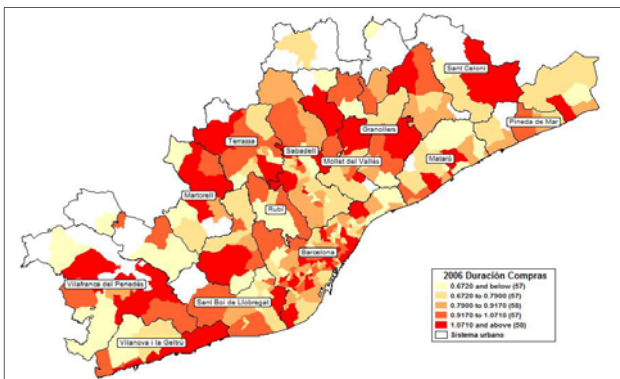 Sant Celoni
Pineda de Mar
Granollers
Terrassa
Sabadell
Mollet del Vallès
Mataró
Martorell
Rubí
Barcelona
Vilafranca del Penedès
Sant Boi de Llobregat
Vilanova i la Geltrú
2006 Duración Compras
0.6720 and below (57)
0.6720 to 0.7900 (57)
0.7900 to 0.9170 (58)
0.9170 to 1.0710 (57)
1.0710 and above (58)
Sistema urbano